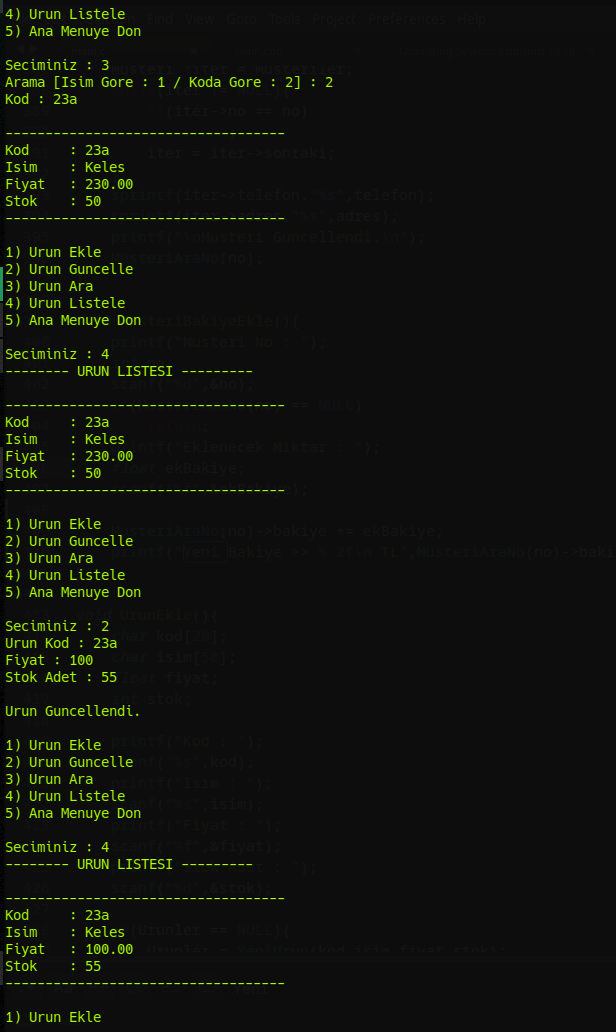 4) Urun Listele
5) Ana Menuye Don
Seciminiz : 3
Arama [Isim Gore : 1 / Koda Gore : 2] : 2
Kod : 23a
-----------------------------------
Kod     : 23a
Isim    : Keles
Fiyat   : 230.00
Stok    : 50
-----------------------------------
1) Urun Ekle
2) Urun Guncelle
3) Urun Ara
4) Urun Listele
5) Ana Menuye Don
Seciminiz : 4
-------- URUN LISTESI ---------
-----------------------------------
Kod     : 23a
Isim    : Keles
Fiyat   : 230.00
Stok    : 50
-----------------------------------
1) Urun Ekle
2) Urun Guncelle
3) Urun Ara
4) Urun Listele
5) Ana Menuye Don
Seciminiz : 2
Urun Kod : 23a
Fiyat : 100
Stok Adet : 55
Urun Guncellendi.
1) Urun Ekle
2) Urun Guncelle
3) Urun Ara
4) Urun Listele
5) Ana Menuye Don
Seciminiz : 4
-------- URUN LISTESI ---------
-----------------------------------
Kod     : 23a
Isim    : Keles
Fiyat   : 100.00
Stok    : 55
-----------------------------------
1) Urun Ekle